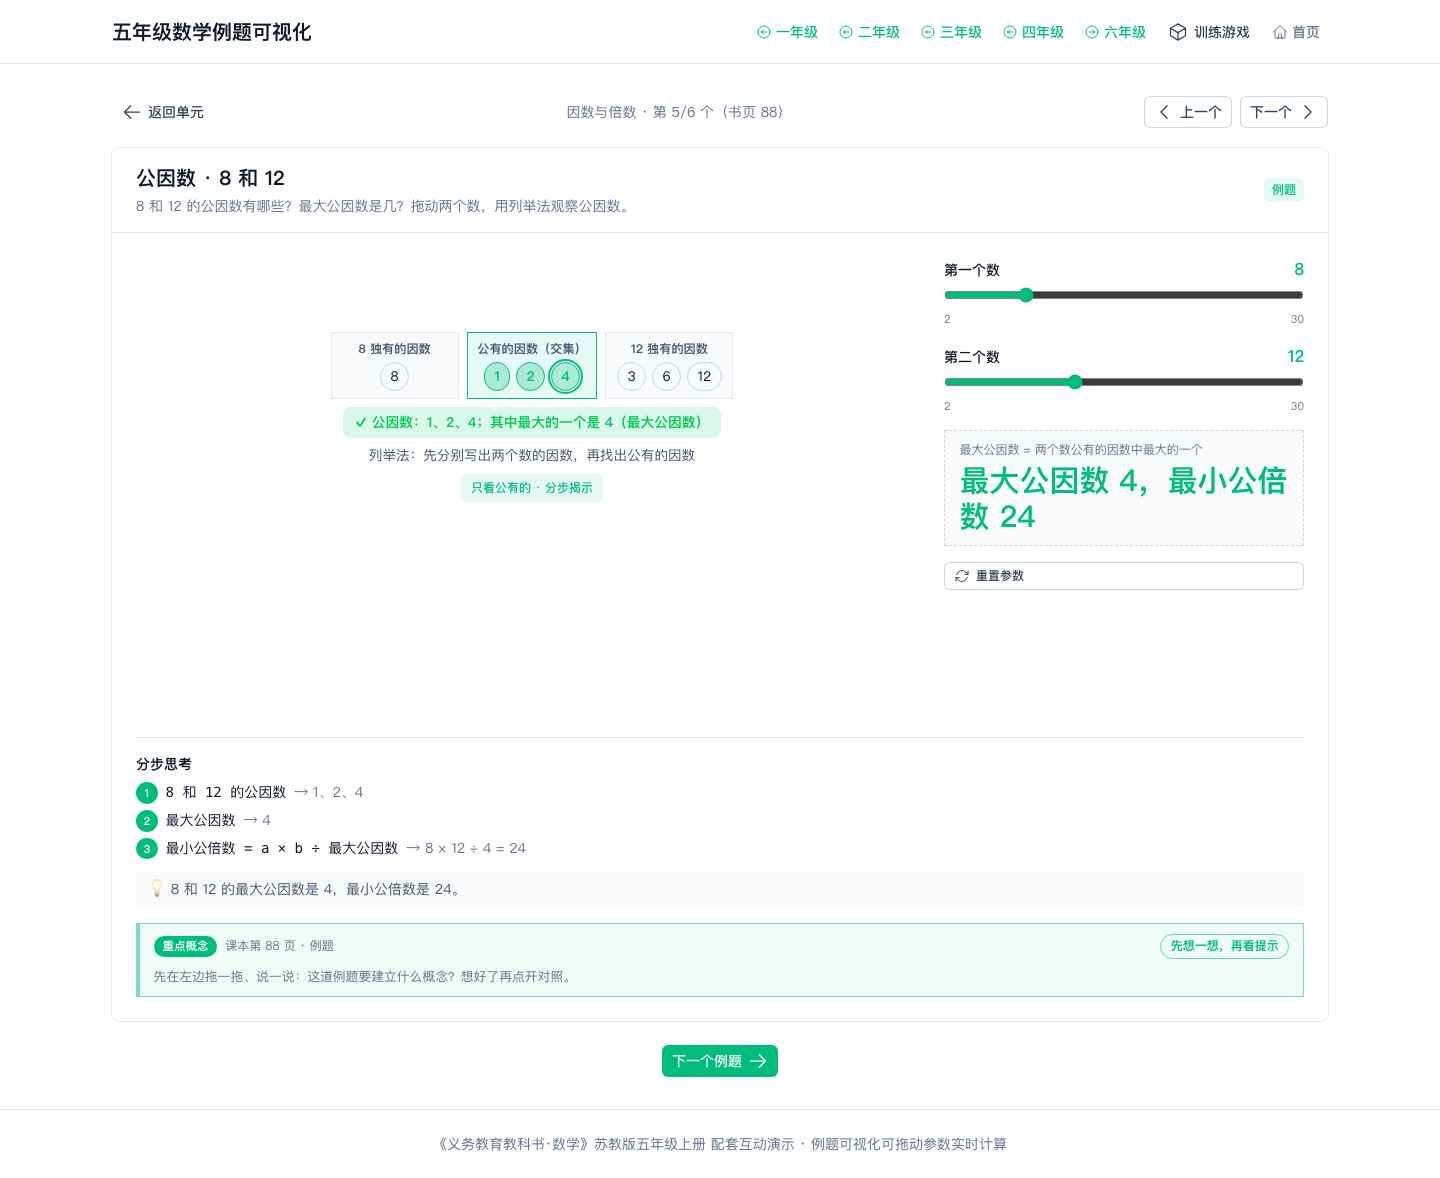 五年级数学例题可视化
一年级 二年级 三年级 四年级 六年级 训练游戏 首页
返回单元
因数与倍数 · 第 5/6 个（书页 88）
上一个 下一个
公因数 · 8 和 12
例题
8 和 12 的公因数有哪些？最大公因数是几？拖动两个数，用列举法观察公因数。
8 独有的因数
8
公有的因数（交集）
1 2 4
12 独有的因数
3 6 12
✓ 公因数：1、2、4；其中最大的一个是 4（最大公因数）
列举法：先分别写出两个数的因数，再找出公有的因数
只看公有的 · 分步揭示
第一个数 8
2 30
第二个数 12
2 30
最大公因数 = 两个数公有的因数中最大的一个
最大公因数 4，最小公倍
数 24
重置参数
分步思考
1 8 和 12 的公因数 → 1、2、4
2 最大公因数 → 4
3 最小公倍数 = a × b ÷ 最大公因数 → 8 × 12 ÷ 4 = 24
8 和 12 的最大公因数是 4，最小公倍数是 24。
重点概念 课本第 88 页 · 例题
先想一想，再看提示
先在左边拖一拖、说一说：这道例题要建立什么概念？想好了再点开对照。
下一个例题 →
《义务教育教科书·数学》苏教版五年级上册 配套互动演示 · 例题可视化可拖动参数实时计算